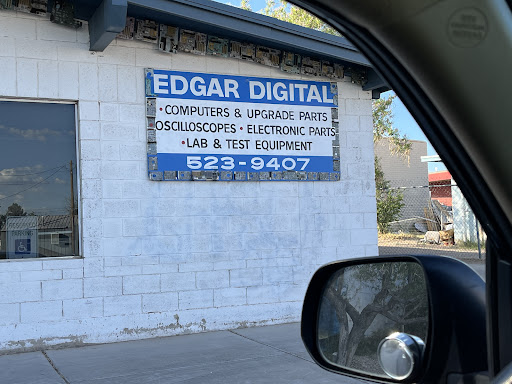 EDGAR DIGITAL
• COMPUTERS & UPGRADE PARTS
OSCILLOSCOPES • ELECTRONIC PARTS
• LAB & TEST EQUIPMENT
523-9407